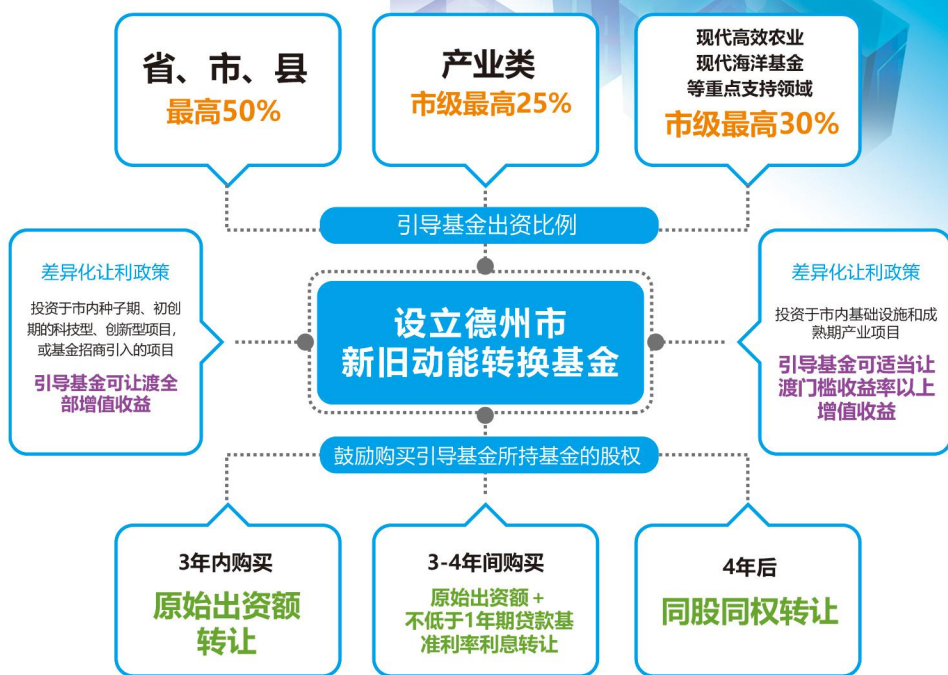 省、市、县
最高50%
产业类
市级最高25%
现代高效农业
现代海洋基金
等重点支持领域
市级最高30%
引导基金出资比例
差异化让利政策
投资于市内种子期、初创
期的科技型、创新型项目，
或基金招商引入的项目
引导基金可让渡全
部增值收益
设立德州市
新旧动能转换基金
差异化让利政策
投资于市内基础设施和成
熟期产业项目
引导基金可适当让
渡门槛收益率以上
增值收益
鼓励购买引导基金所持基金的股权
3年内购买
原始出资额
转让
3-4年间购买
原始出资额＋
不低于1年期贷款基
准利率利息转让
4年后
同股同权转让